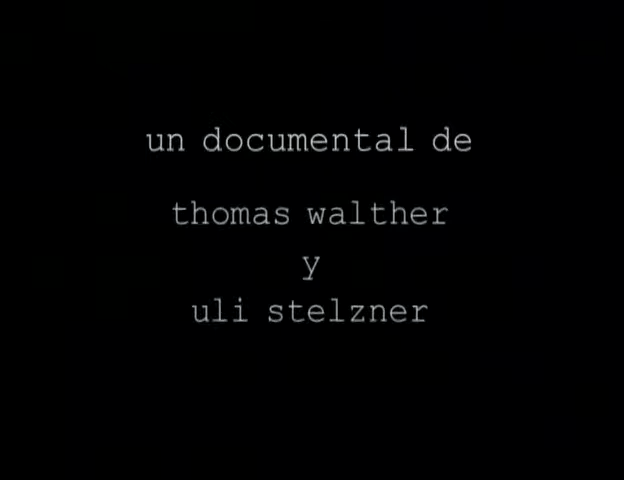 un documental de
thomas walther
y
uli stelzner